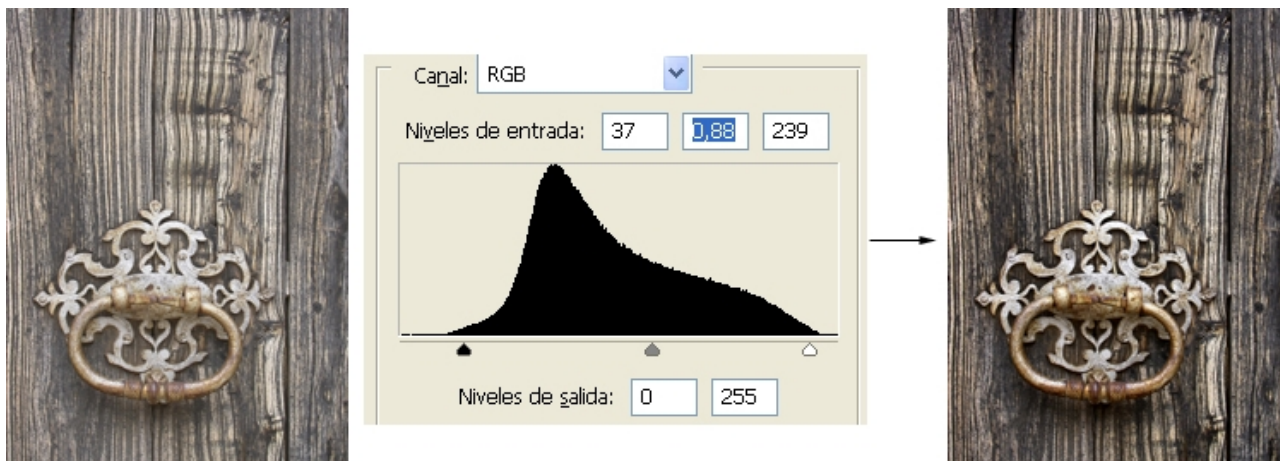 Canal: RGB
Niveles de entrada: 37 0,88 239
Niveles de salida: 0 255